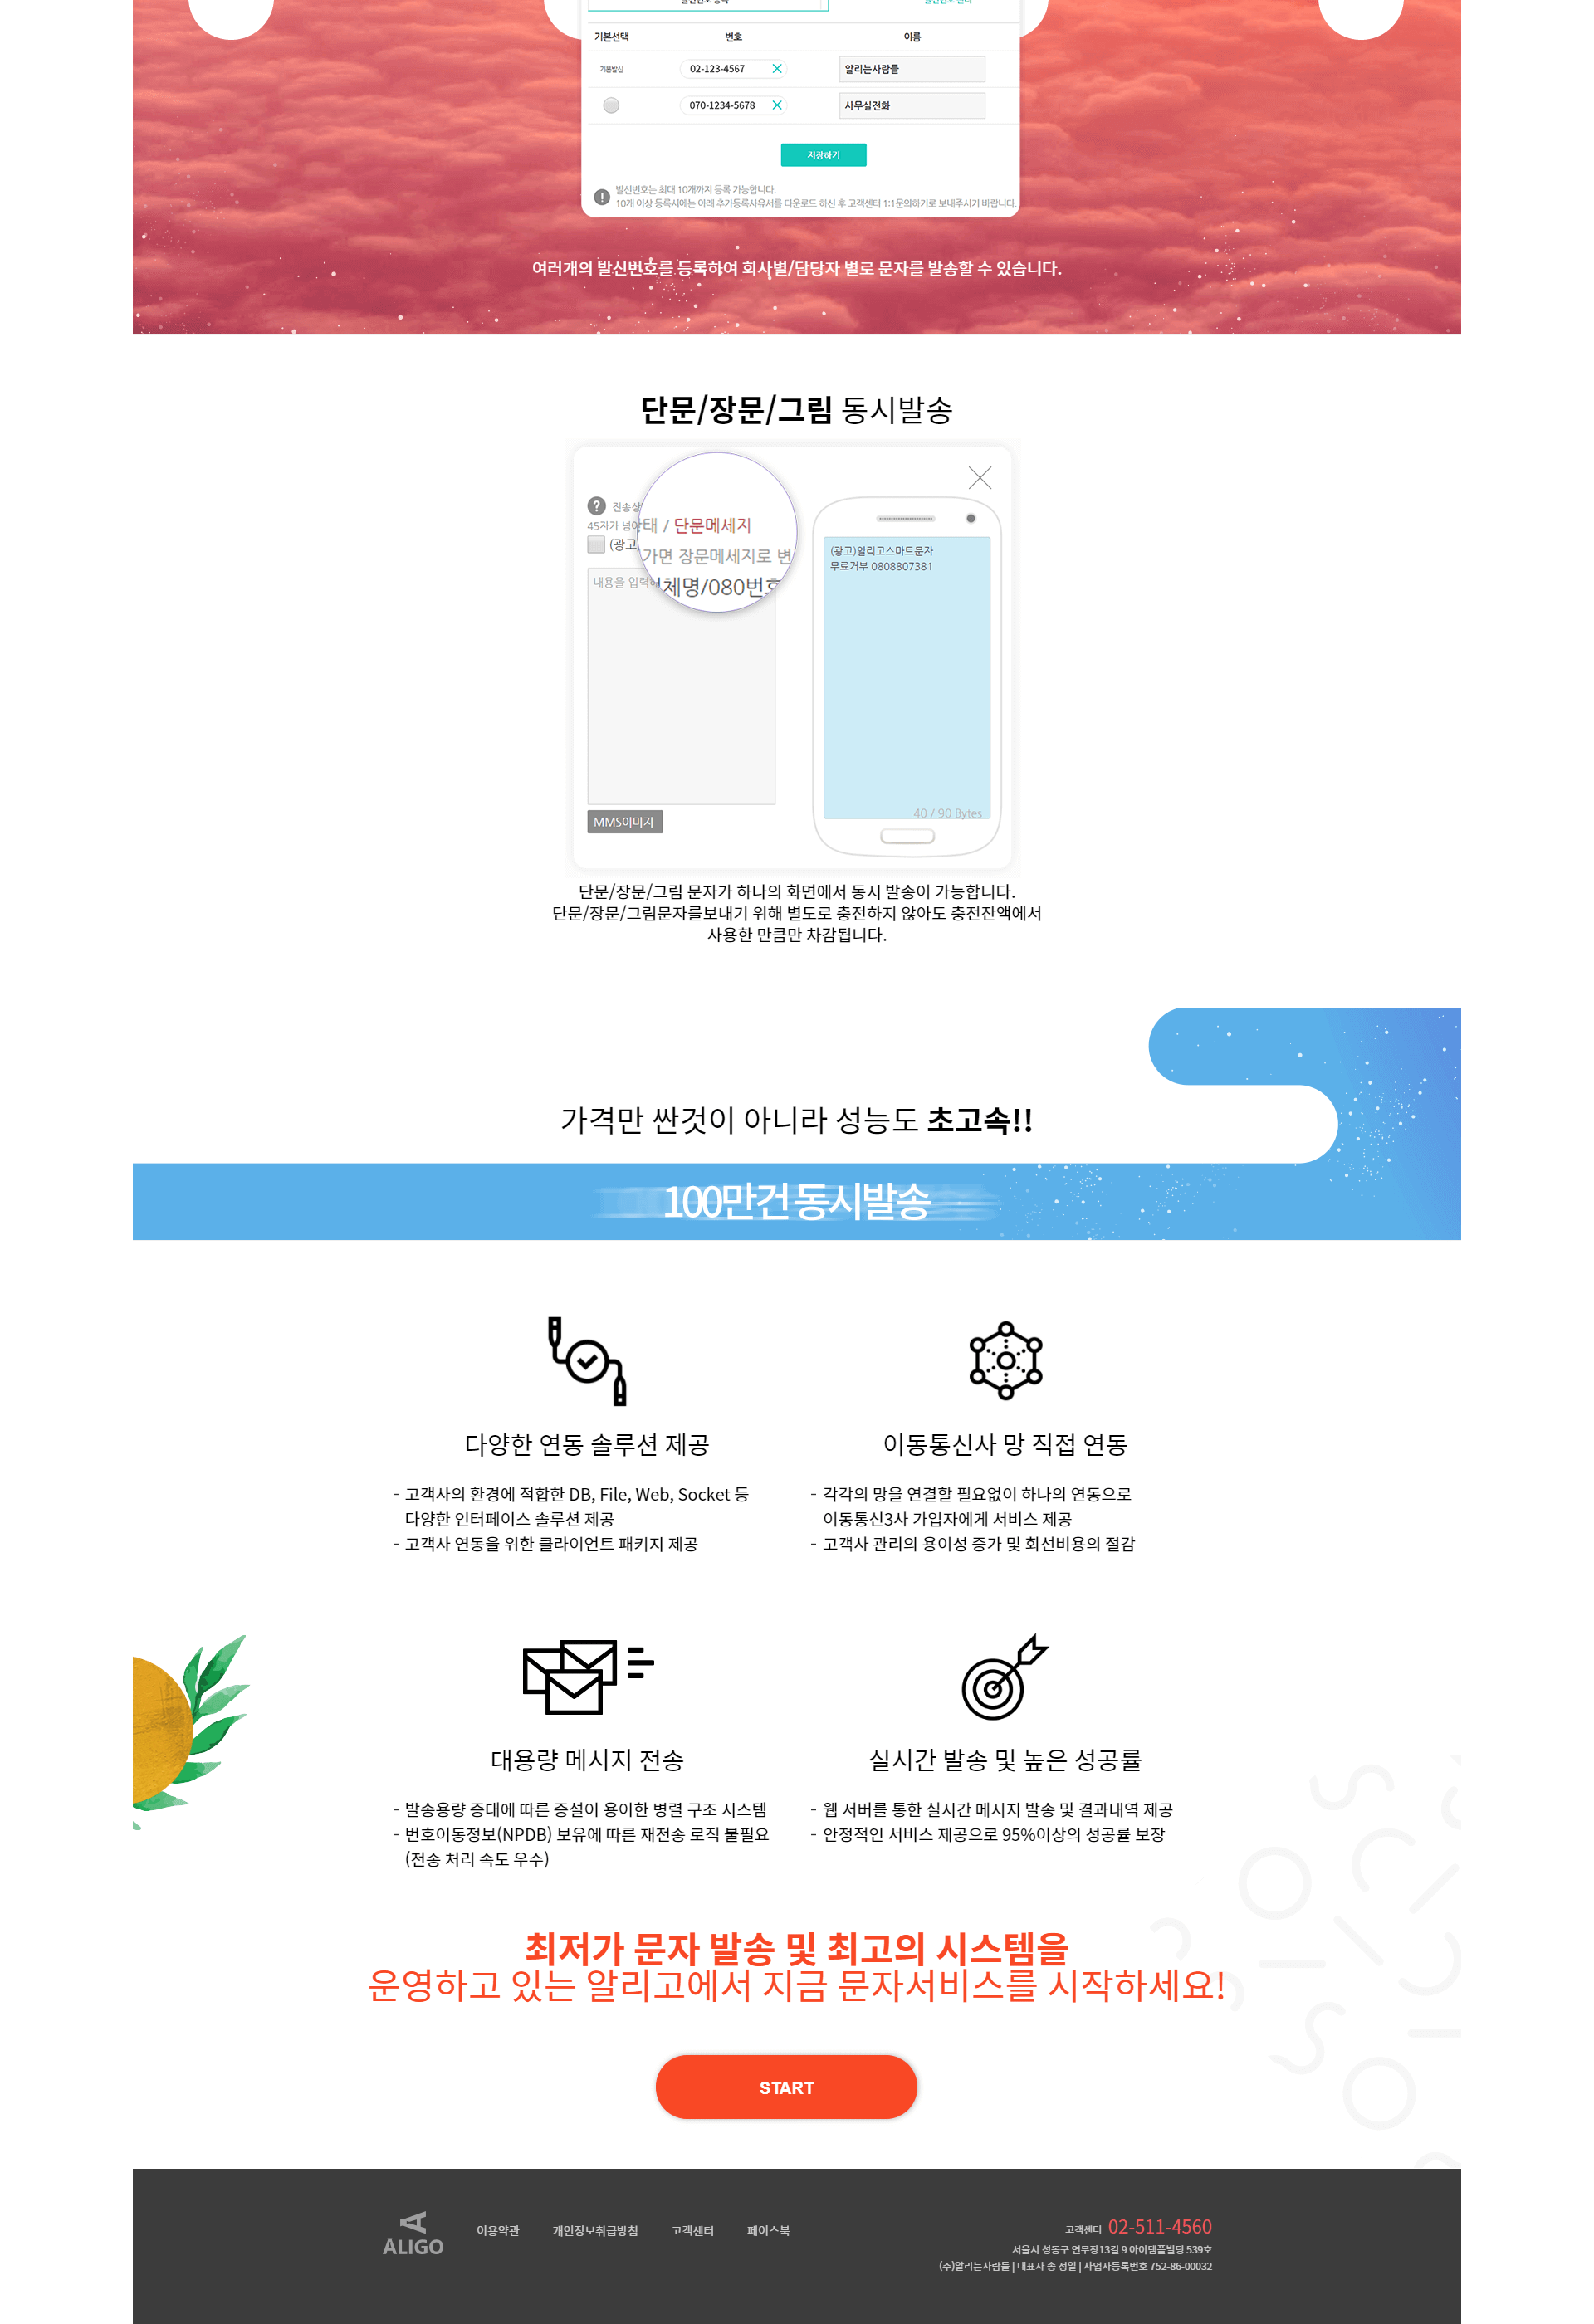 기본선택 번호 이름
기본발신 02-123-4567 알리는사람들
070-1234-5678 사무실전화
저장하기
발신번호는 최대 10개까지 등록 가능합니다.
10개 이상 등록시에는 아래 추가등록사유서를 다운로드 하신 후 고객센터 1:1문의하기로 보내주시기 바랍니다.
여러개의 발신번호를 등록하여 회사별/담당자 별로 문자를 발송할 수 있습니다.
단문/장문/그림 동시발송
? 전송상
45자가 넘어
(광고
내용을 입력해
태 / 단문메세지
가면 장문메세지로 변
체명/080번호
(광고)알리고스마트문자
무료거부 0808807381
40 / 90 Bytes
MMS이미지
단문/장문/그림 문자가 하나의 화면에서 동시 발송이 가능합니다.
단문/장문/그림문자를보내기 위해 별도로 충전하지 않아도 충전잔액에서
사용한 만큼만 차감됩니다.
가격만 싼것이 아니라 성능도 초고속!!
100만건 동시발송
다양한 연동 솔루션 제공
- 고객사의 환경에 적합한 DB, File, Web, Socket 등
다양한 인터페이스 솔루션 제공
- 고객사 연동을 위한 클라이언트 패키지 제공
이동통신사 망 직접 연동
- 각각의 망을 연결할 필요없이 하나의 연동으로
이동통신3사 가입자에게 서비스 제공
- 고객사 관리의 용이성 증가 및 회선비용의 절감
대용량 메시지 전송
- 발송용량 증대에 따른 증설이 용이한 병렬 구조 시스템
- 번호이동정보(NPDB) 보유에 따른 재전송 로직 불필요
(전송 처리 속도 우수)
실시간 발송 및 높은 성공률
- 웹 서버를 통한 실시간 메시지 발송 및 결과내역 제공
- 안정적인 서비스 제공으로 95%이상의 성공률 보장
최저가 문자 발송 및 최고의 시스템을
운영하고 있는 알리고에서 지금 문자서비스를 시작하세요!
START
ALIGO
이용약관 개인정보취급방침 고객센터 페이스북
고객센터 02-511-4560
서울시 성동구 연무장13길 9 아이템플빌딩 539호
(주)알리는사람들 | 대표자 송 정일 | 사업자등록번호 752-86-00032